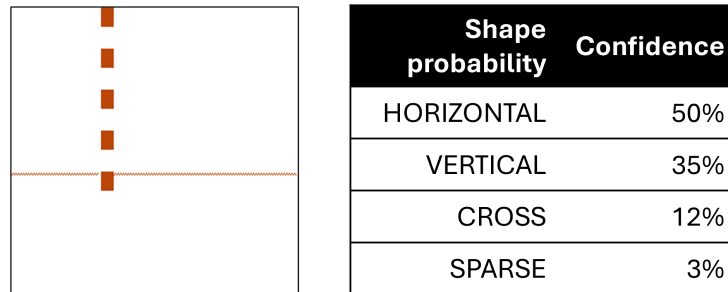 Shape
probability Confidence
HORIZONTAL 50%
VERTICAL 35%
CROSS 12%
SPARSE 3%